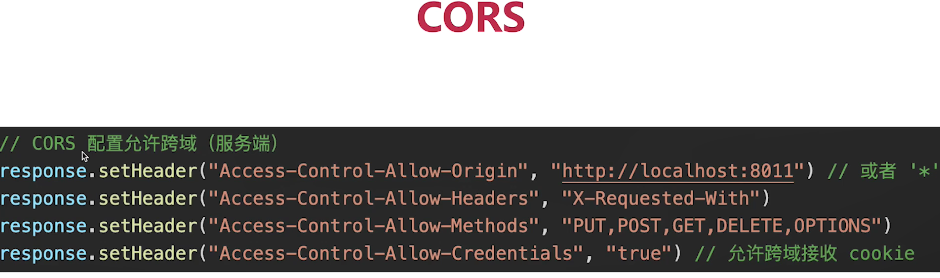 CORS
// CORS 配置允许跨域（服务端）
response.setHeader("Access-Control-Allow-Origin", "http://localhost:8011") // 或者 '*'
response.setHeader("Access-Control-Allow-Headers", "X-Requested-With")
response.setHeader("Access-Control-Allow-Methods", "PUT,POST,GET,DELETE,OPTIONS")
response.setHeader("Access-Control-Allow-Credentials", "true") // 允许跨域接收 cookie